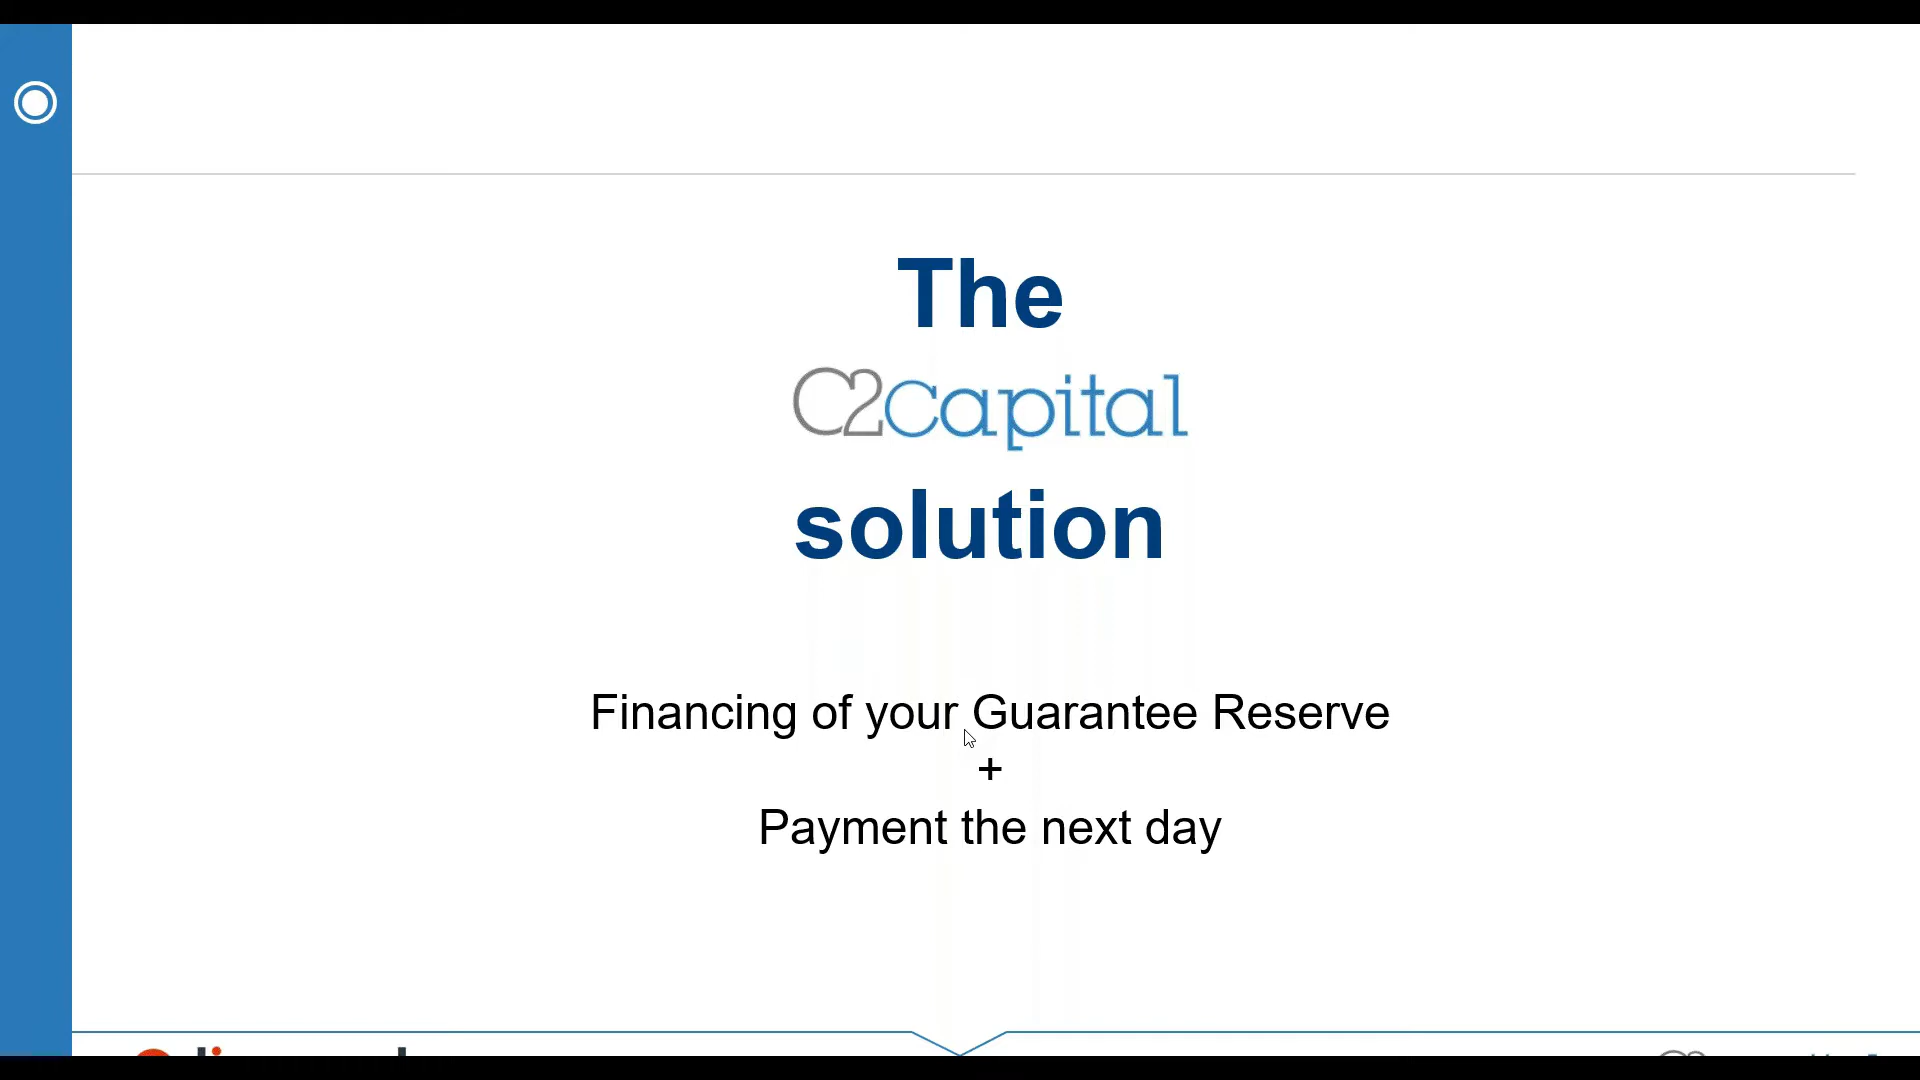 The
C2Capital
solution
Financing of your Guarantee Reserve
+
Payment the next day